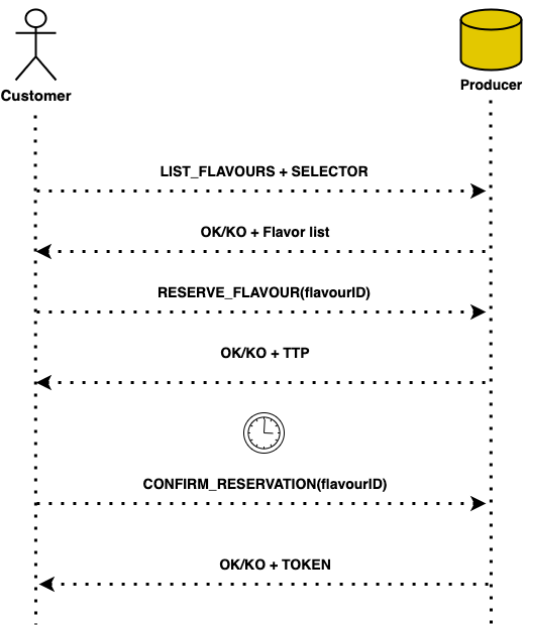 Customer
Producer
LIST_FLAVOURS + SELECTOR
OK/KO + Flavor list
RESERVE_FLAVOUR(flavourID)
OK/KO + TTP
CONFIRM_RESERVATION(flavourID)
OK/KO + TOKEN